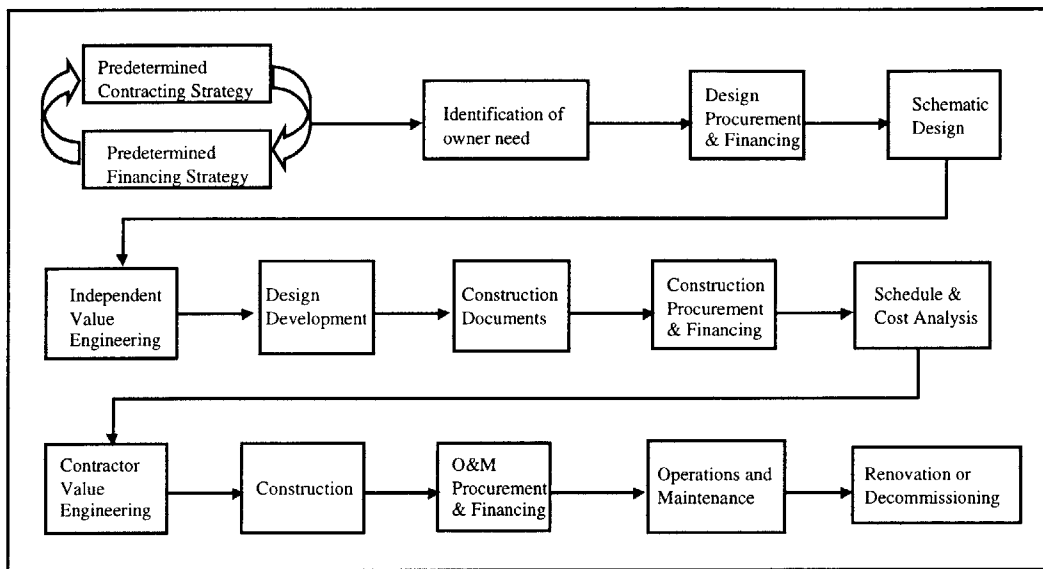 Predetermined
Contracting Strategy
Predetermined
Financing Strategy
Identification of
owner need
Design
Procurement
& Financing
Schematic
Design
Independent
Value
Engineering
Design
Development
Construction
Documents
Construction
Procurement
& Financing
Schedule &
Cost Analysis
Contractor
Value
Engineering
Construction
O&M
Procurement
& Financing
Operations and
Maintenance
Renovation or
Decommissioning